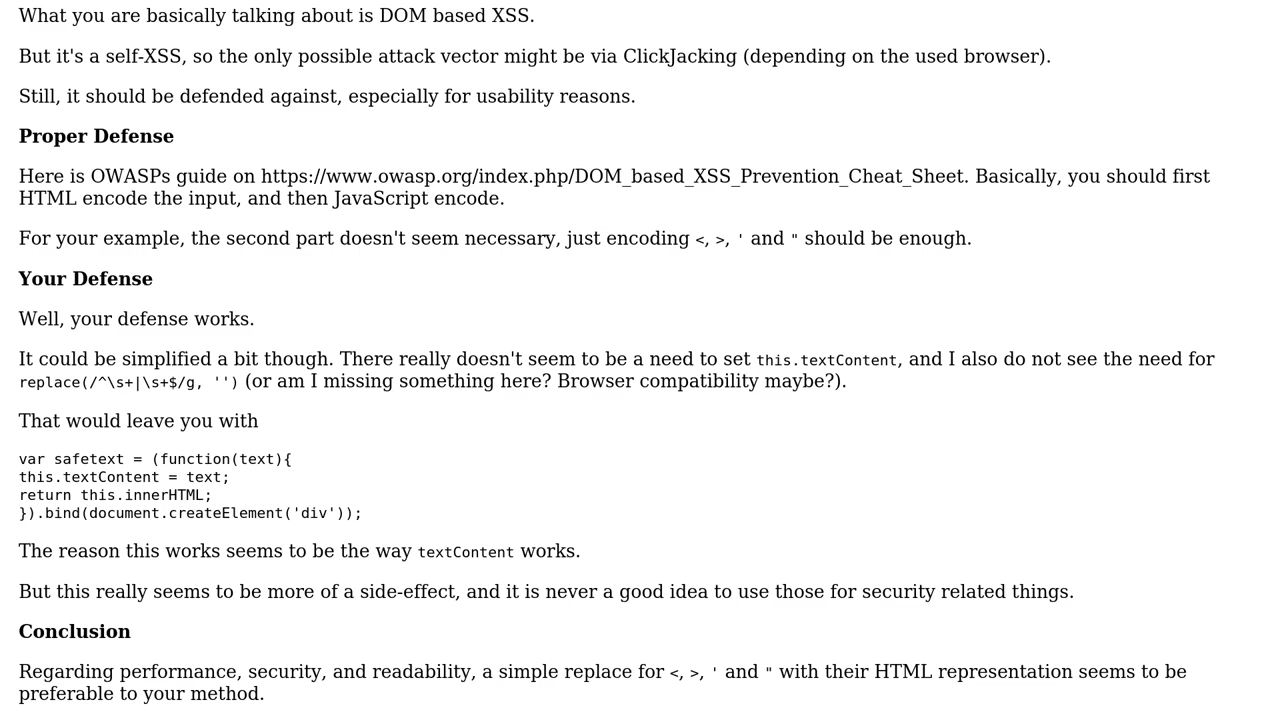 What you are basically talking about is DOM based XSS.
But it's a self-XSS, so the only possible attack vector might be via ClickJacking (depending on the used browser).
Still, it should be defended against, especially for usability reasons.
Proper Defense
Here is OWASPs guide on https://www.owasp.org/index.php/DOM_based_XSS_Prevention_Cheat_Sheet. Basically, you should first
HTML encode the input, and then JavaScript encode.
For your example, the second part doesn't seem necessary, just encoding <, >, ' and " should be enough.
Your Defense
Well, your defense works.
It could be simplified a bit though. There really doesn't seem to be a need to set this.textContent, and I also do not see the need for
replace(/^\s+|\s+$/g, '') (or am I missing something here? Browser compatibility maybe?).
That would leave you with
var safetext = (function(text){
this.textContent = text;
return this.innerHTML;
}).bind(document.createElement('div'));
The reason this works seems to be the way textContent works.
But this really seems to be more of a side-effect, and it is never a good idea to use those for security related things.
Conclusion
Regarding performance, security, and readability, a simple replace for <, >, ' and " with their HTML representation seems to be
preferable to your method.